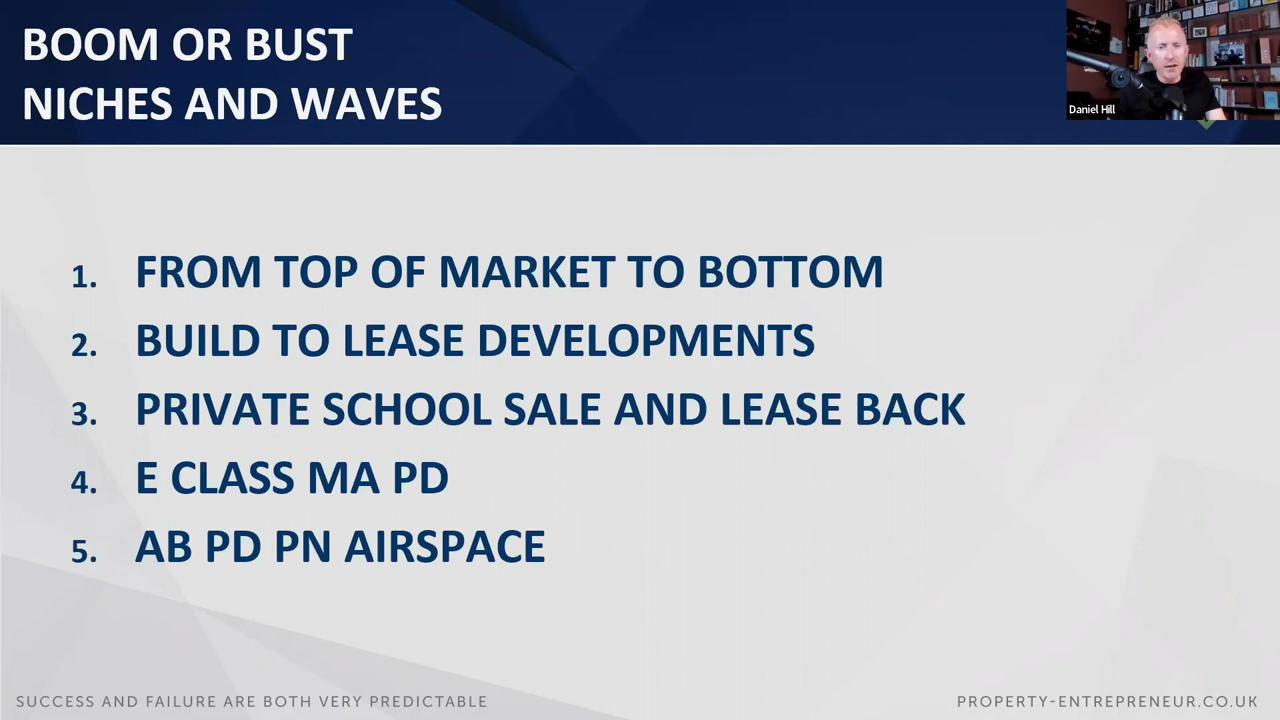 BOOM OR BUST
NICHES AND WAVES
Daniel Hill
1. FROM TOP OF MARKET TO BOTTOM
2. BUILD TO LEASE DEVELOPMENTS
3. PRIVATE SCHOOL SALE AND LEASE BACK
4. E CLASS MA PD
5. AB PD PN AIRSPACE
SUCCESS AND FAILURE ARE BOTH VERY PREDICTABLE
PROPERTY-ENTREPRENEUR.CO.UK